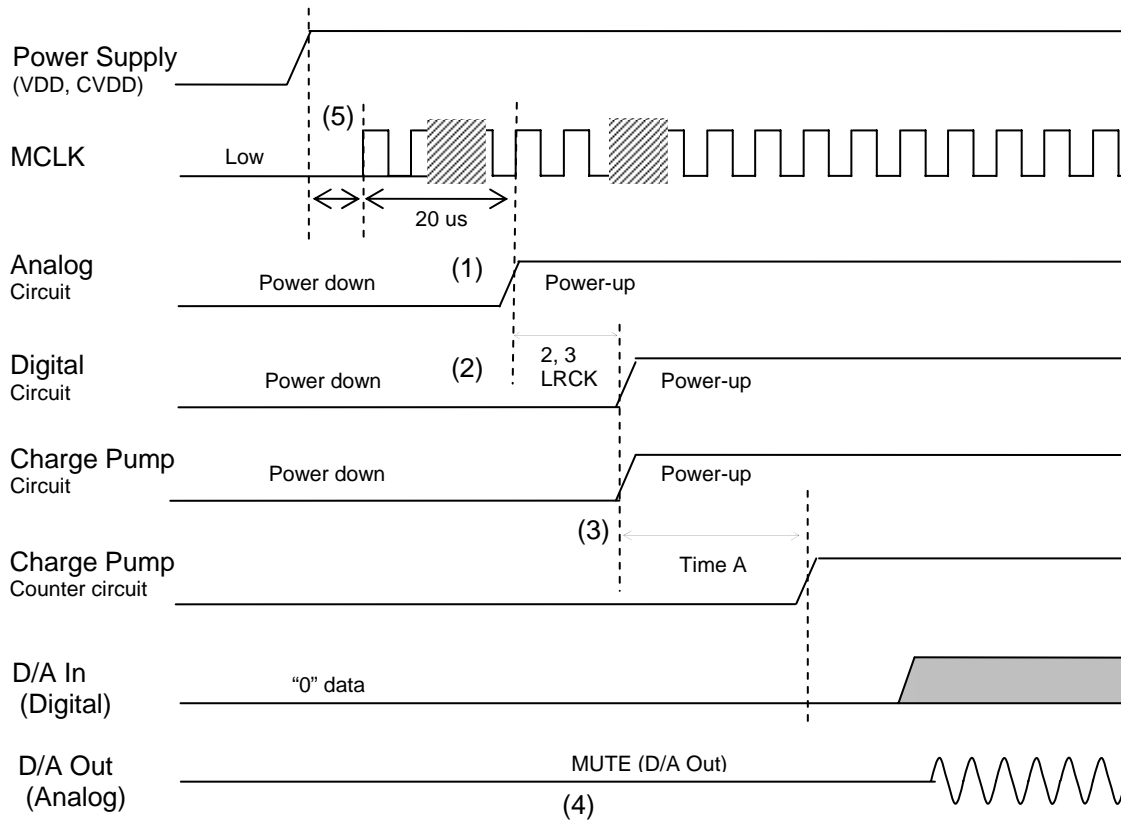 Power Supply
(VDD, CVDD)
(5)
MCLK
Low
20 us
Analog
Circuit
Power down
(1)
Power-up
Digital
Circuit
Power down
(2)
2, 3
LRCK
Power-up
Charge Pump
Circuit
Power down
Power-up
(3)
Charge Pump
Counter circuit
Time A
D/A In
(Digital)
“0” data
D/A Out
(Analog)
MUTE (D/A Out)
(4)